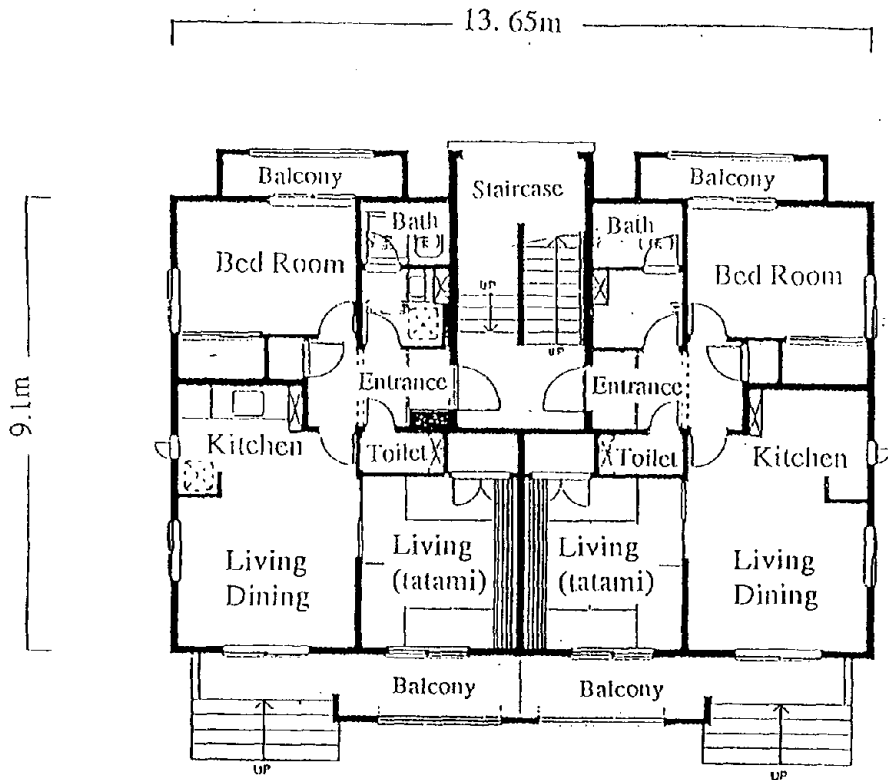 13.65m
Balcony
Staircase
Balcony
Bath
Bath
Bed Room
Bed Room
UP
UP
Entrance
Entrance
9.1m
Kitchen
Toilet
Toilet
Kitchen
Living
Dining
Living
(tatami)
Living
(tatami)
Living
Dining
Balcony
Balcony
UP
UP